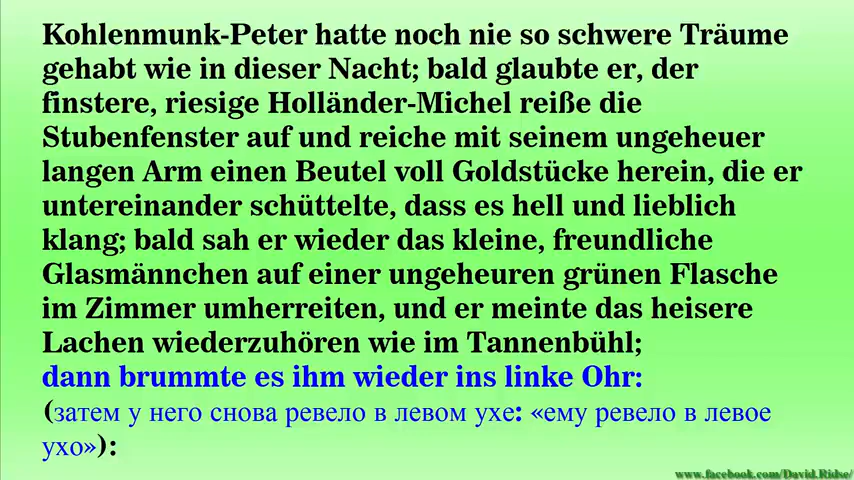 Kohlenmunk-Peter hatte noch nie so schwere Träume
gehabt wie in dieser Nacht; bald glaubte er, der
finstere, riesige Holländer-Michel reiße die
Stubenfenster auf und reiche mit seinem ungeheuer
langen Arm einen Beutel voll Goldstücke herein, die er
untereinander schüttelte, dass es hell und lieblich
klang; bald sah er wieder das kleine, freundliche
Glasmännchen auf einer ungeheuren grünen Flasche
im Zimmer umherreiten, und er meinte das heisere
Lachen wiederzuhören wie im Tannenbühl;
dann brummte es ihm wieder ins linke Ohr:
(затем у него снова ревело в левом ухе: «ему ревело в левое
ухо»):
www.facebook.com/David.Ridse/